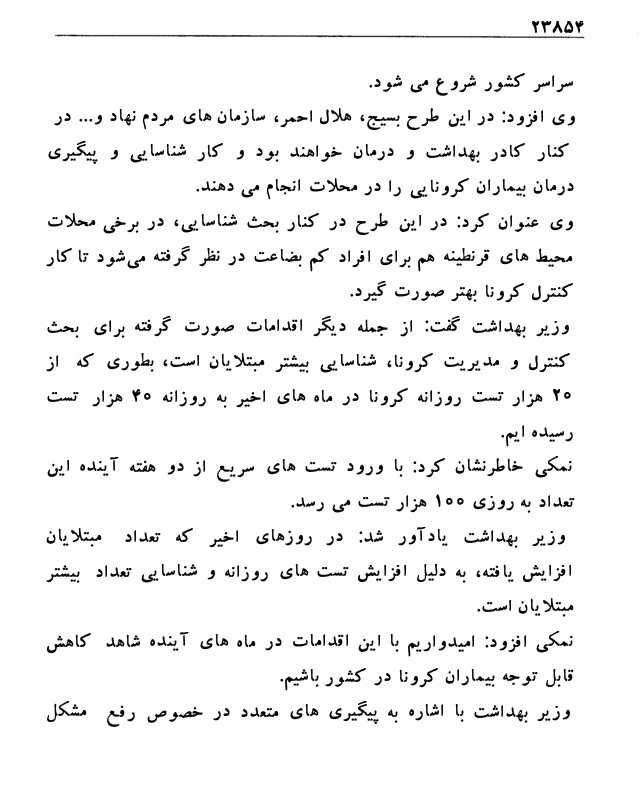 ۲۳۸۵۴
سراسر کشور شروع می شود.
وی افزود: در این طرح بسیج، هلال احمر، سازمان های مردم نهاد و... در
کنار کادر بهداشت و درمان خواهند بود و کار شناسایی و پیگیری
درمان بیماران کرونایی را در محلات انجام می دهند.
وی عنوان کرد: در این طرح در کنار بحث شناسایی، در برخی محلات
محیط های قرنطینه هم برای افراد کم بضاعت در نظر گرفته می‌شود تا کار
کنترل کرونا بهتر صورت گیرد.
وزیر بهداشت گفت: از جمله دیگر اقدامات صورت گرفته برای بحث
کنترل و مدیریت کرونا، شناسایی بیشتر مبتلایان است، بطوری که از
۲۰ هزار تست روزانه کرونا در ماه های اخیر به روزانه ۴۰ هزار تست
رسیده ایم.
نمکی خاطرنشان کرد: با ورود تست های سریع از دو هفته آینده این
تعداد به روزی ۱۰۰ هزار تست می رسد.
وزیر بهداشت یادآور شد: در روزهای اخیر که تعداد مبتلایان
افزایش یافته، به دلیل افزایش تست های روزانه و شناسایی تعداد بیشتر
مبتلایان است.
نمکی افزود: امیدواریم با این اقدامات در ماه های آینده شاهد کاهش
قابل توجه بیماران کرونا در کشور باشیم.
وزیر بهداشت با اشاره به پیگیری های متعدد در خصوص رفع مشکل